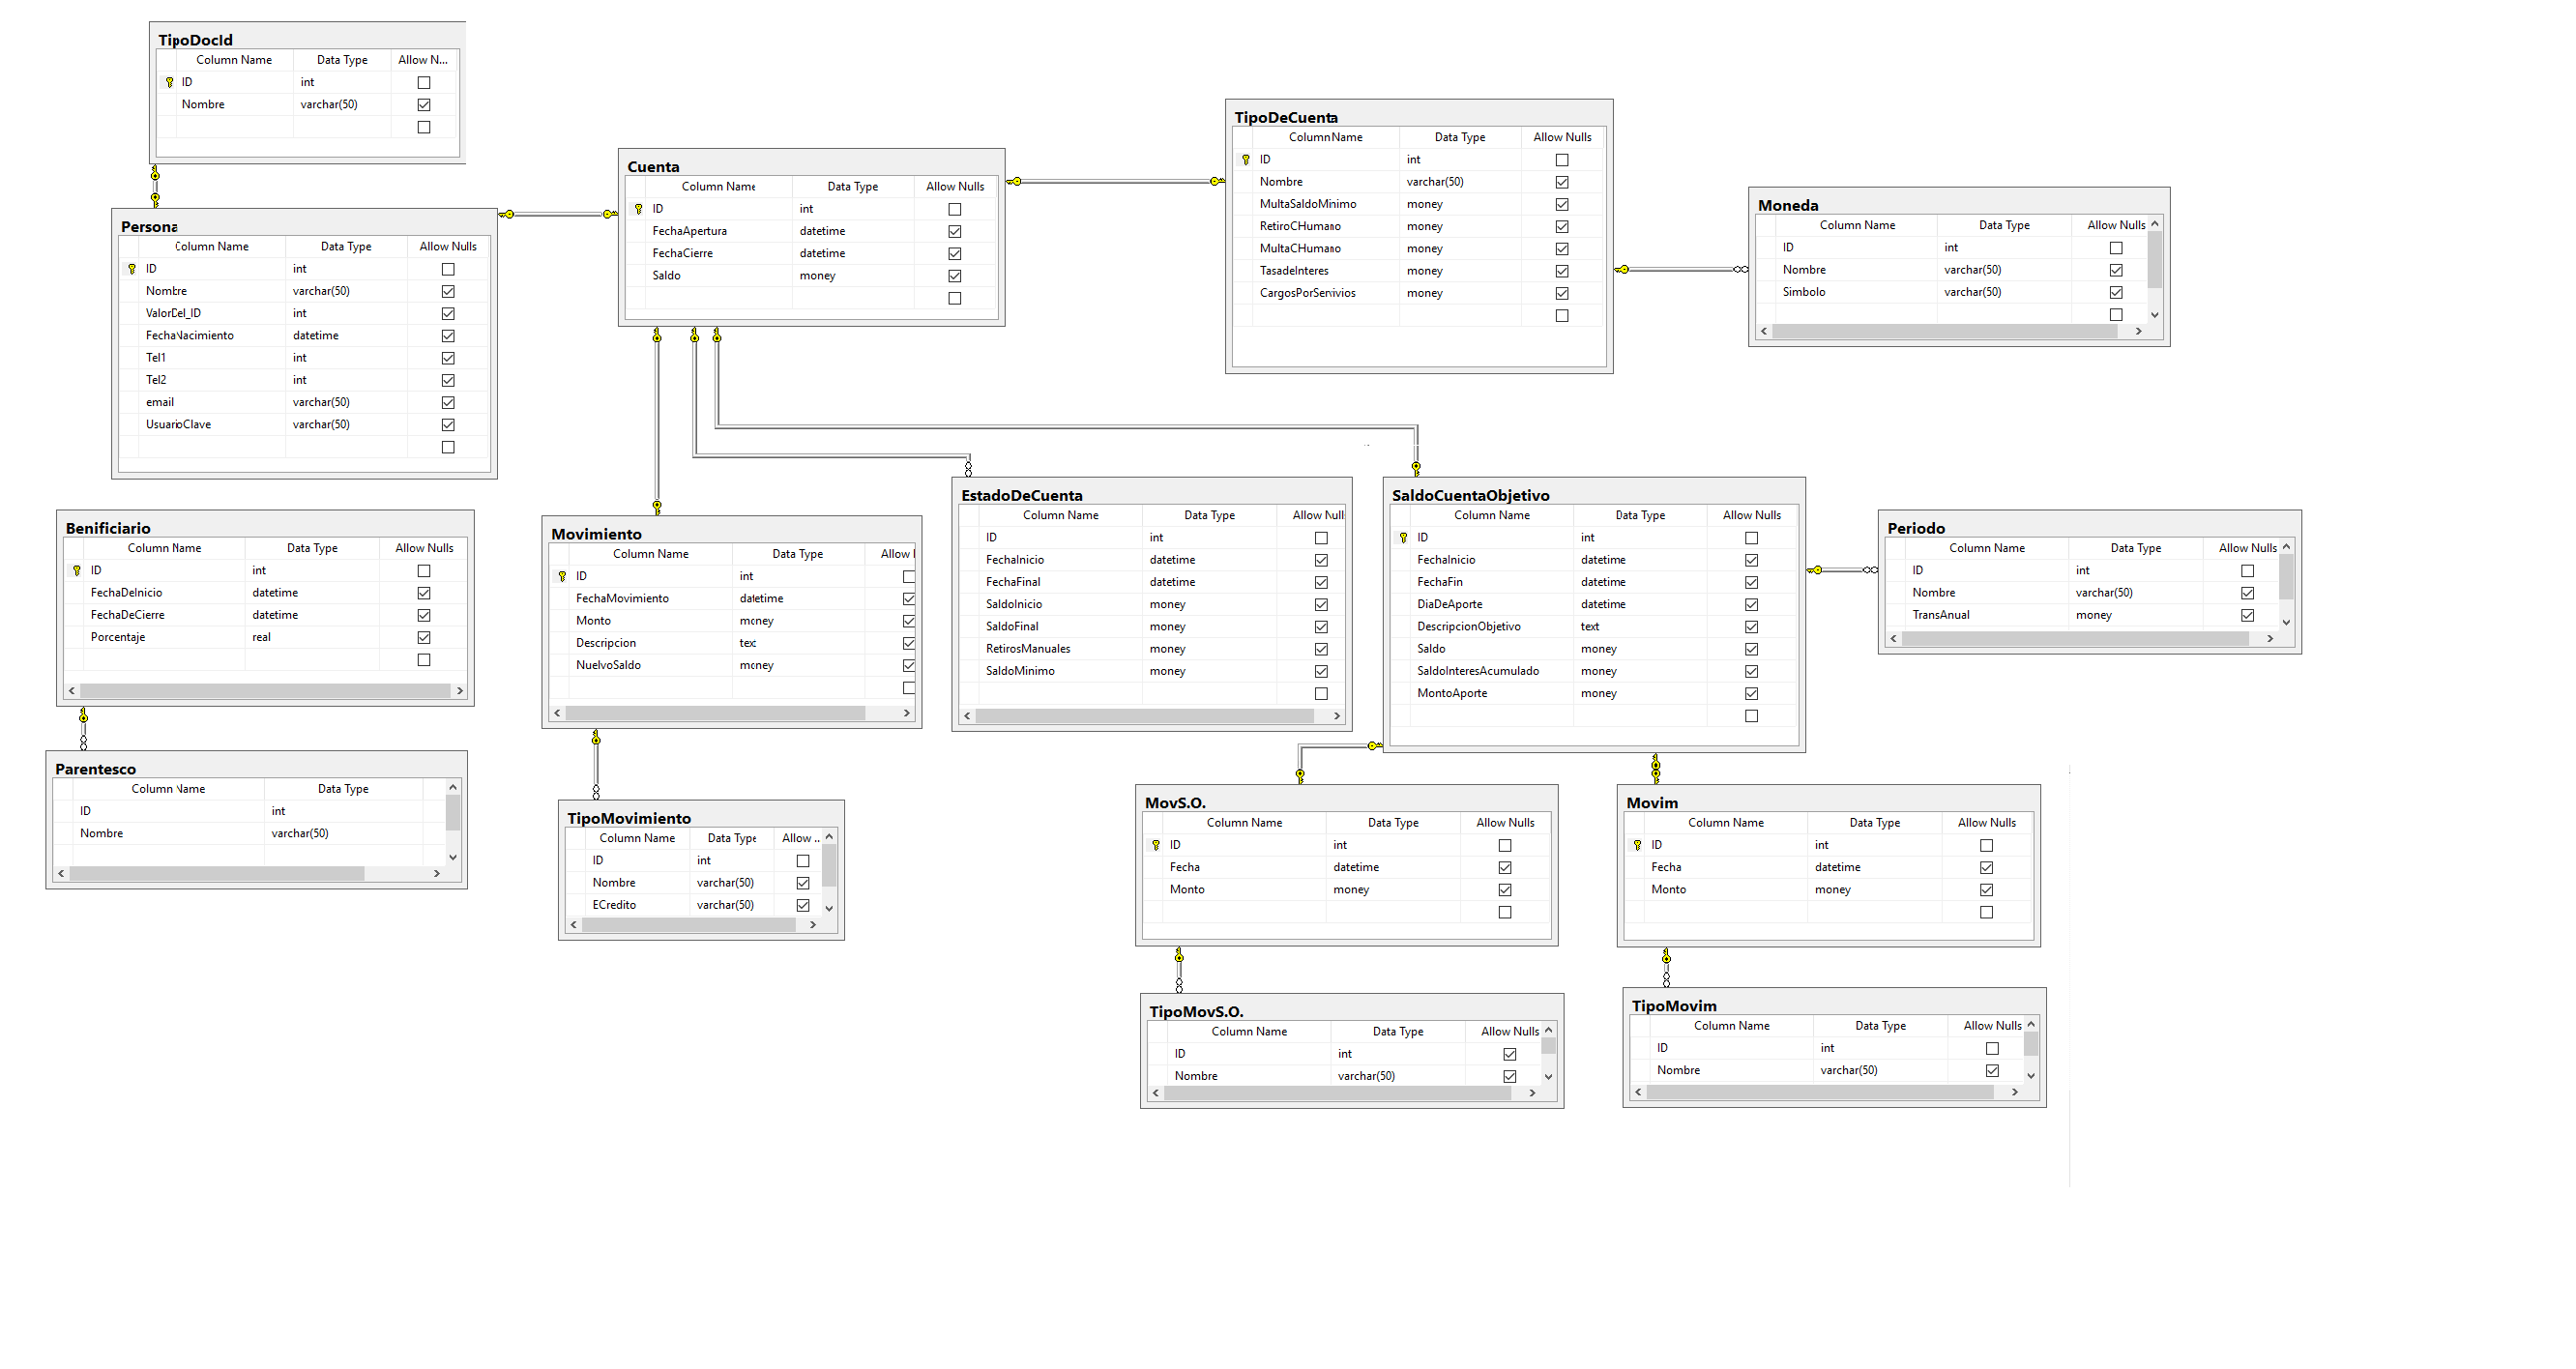 TipoDocId
Column Name Data Type Allow N...
ID int
Nombre varchar(50)
Persona
Column Name Data Type Allow Nulls
ID int
Nombre varchar(50)
ValorDel_ID int
FechaNacimiento datetime
Tel1 int
Tel2 int
email varchar(50)
UsuarioClave varchar(50)
Cuenta
Column Name Data Type Allow Nulls
ID int
FechaApertura datetime
FechaCierre datetime
Saldo money
TipoDeCuenta
Column Name Data Type Allow Nulls
ID int
Nombre varchar(50)
MultaSaldoMinimo money
RetiroCHumano money
MultaCHumano money
TasadeInteres money
CargosPorServivios money
Moneda
Column Name Data Type Allow Nulls
ID int
Nombre varchar(50)
Simbolo varchar(50)
Benificiario
Column Name Data Type Allow Nulls
ID int
FechaDeInicio datetime
FechaDeCierre datetime
Porcentaje real
Parentesco
Column Name Data Type
ID int
Nombre varchar(50)
Movimiento
Column Name Data Type Allow
ID int
FechaMovimiento datetime
Monto money
Descripcion text
NuelvoSaldo money
TipoMovimiento
Column Name Data Type Allow ..
ID int
Nombre varchar(50)
ECredito varchar(50)
EstadoDeCuenta
Column Name Data Type Allow Null
ID int
FechaInicio datetime
FechaFinal datetime
SaldoInicio money
SaldoFinal money
RetirosManuales money
SaldoMinimo money
SaldoCuentaObjetivo
Column Name Data Type Allow Nulls
ID int
FechaInicio datetime
FechaFin datetime
DiaDeAporte datetime
DescripcionObjetivo text
Saldo money
SaldoInteresAcumulado money
MontoAporte money
Periodo
Column Name Data Type Allow Nulls
ID int
Nombre varchar(50)
TransAnual money
MovS.O.
Column Name Data Type Allow Nulls
ID int
Fecha datetime
Monto money
Movim
Column Name Data Type Allow Nulls
ID int
Fecha datetime
Monto money
TipoMovS.O.
Column Name Data Type Allow Nulls
ID int
Nombre varchar(50)
TipoMovim
Column Name Data Type Allow Nulls
ID int
Nombre varchar(50)